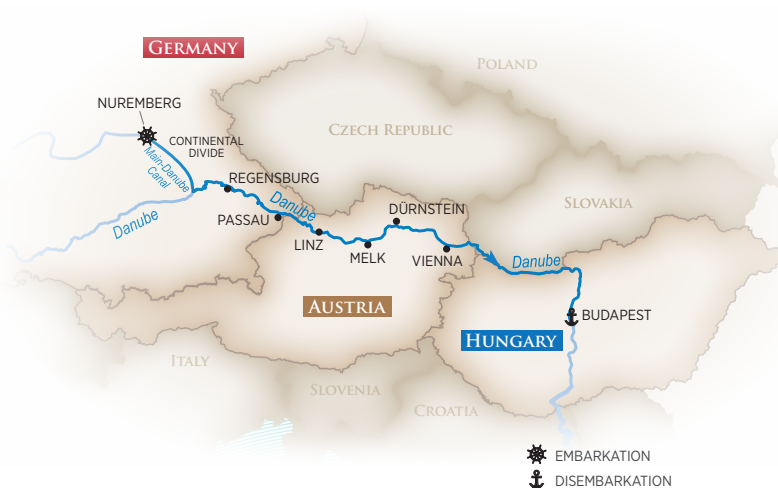 GERMANY
POLAND
NUREMBERG
CZECH REPUBLIC
CONTINENTAL
DIVIDE
Main-Danube
Canal
REGENSBURG
Danube
SLOVAKIA
DÜRNSTEIN
PASSAU
Danube
LINZ
MELK
VIENNA
Danube
AUSTRIA
BUDAPEST
HUNGARY
ITALY
SLOVENIA
CROATIA
EMBARKATION
DISEMBARKATION